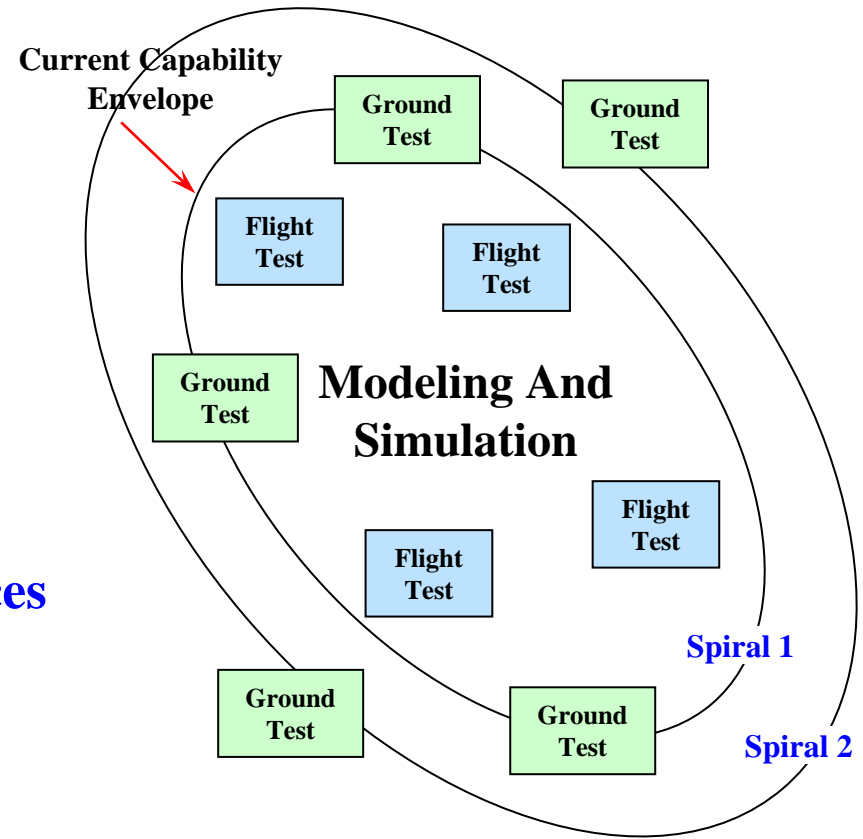 Current Capability
Envelope
Ground
Test
Ground
Test
Flight
Test
Flight
Test
Ground
Test
Modeling And
Simulation
Flight
Test
Flight
Test
Spiral 1
Ground
Test
Ground
Test
Spiral 2